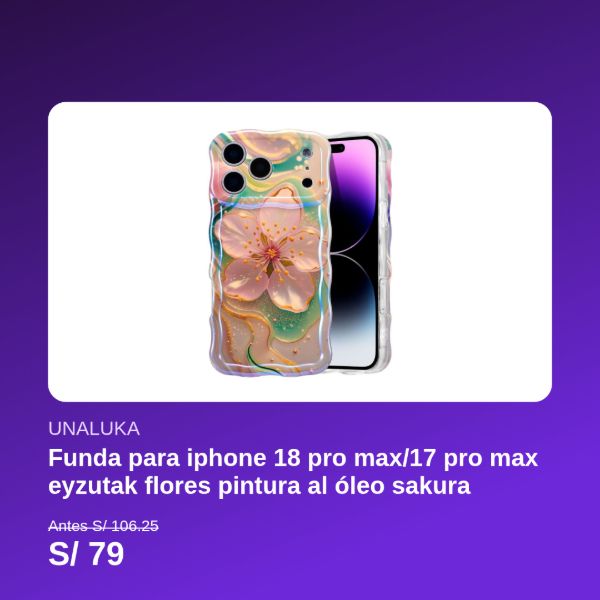 UNALUKA
Funda para iphone 18 pro max/17 pro max
eyzutak flores pintura al óleo sakura
Antes S/ 106.25
S/ 79